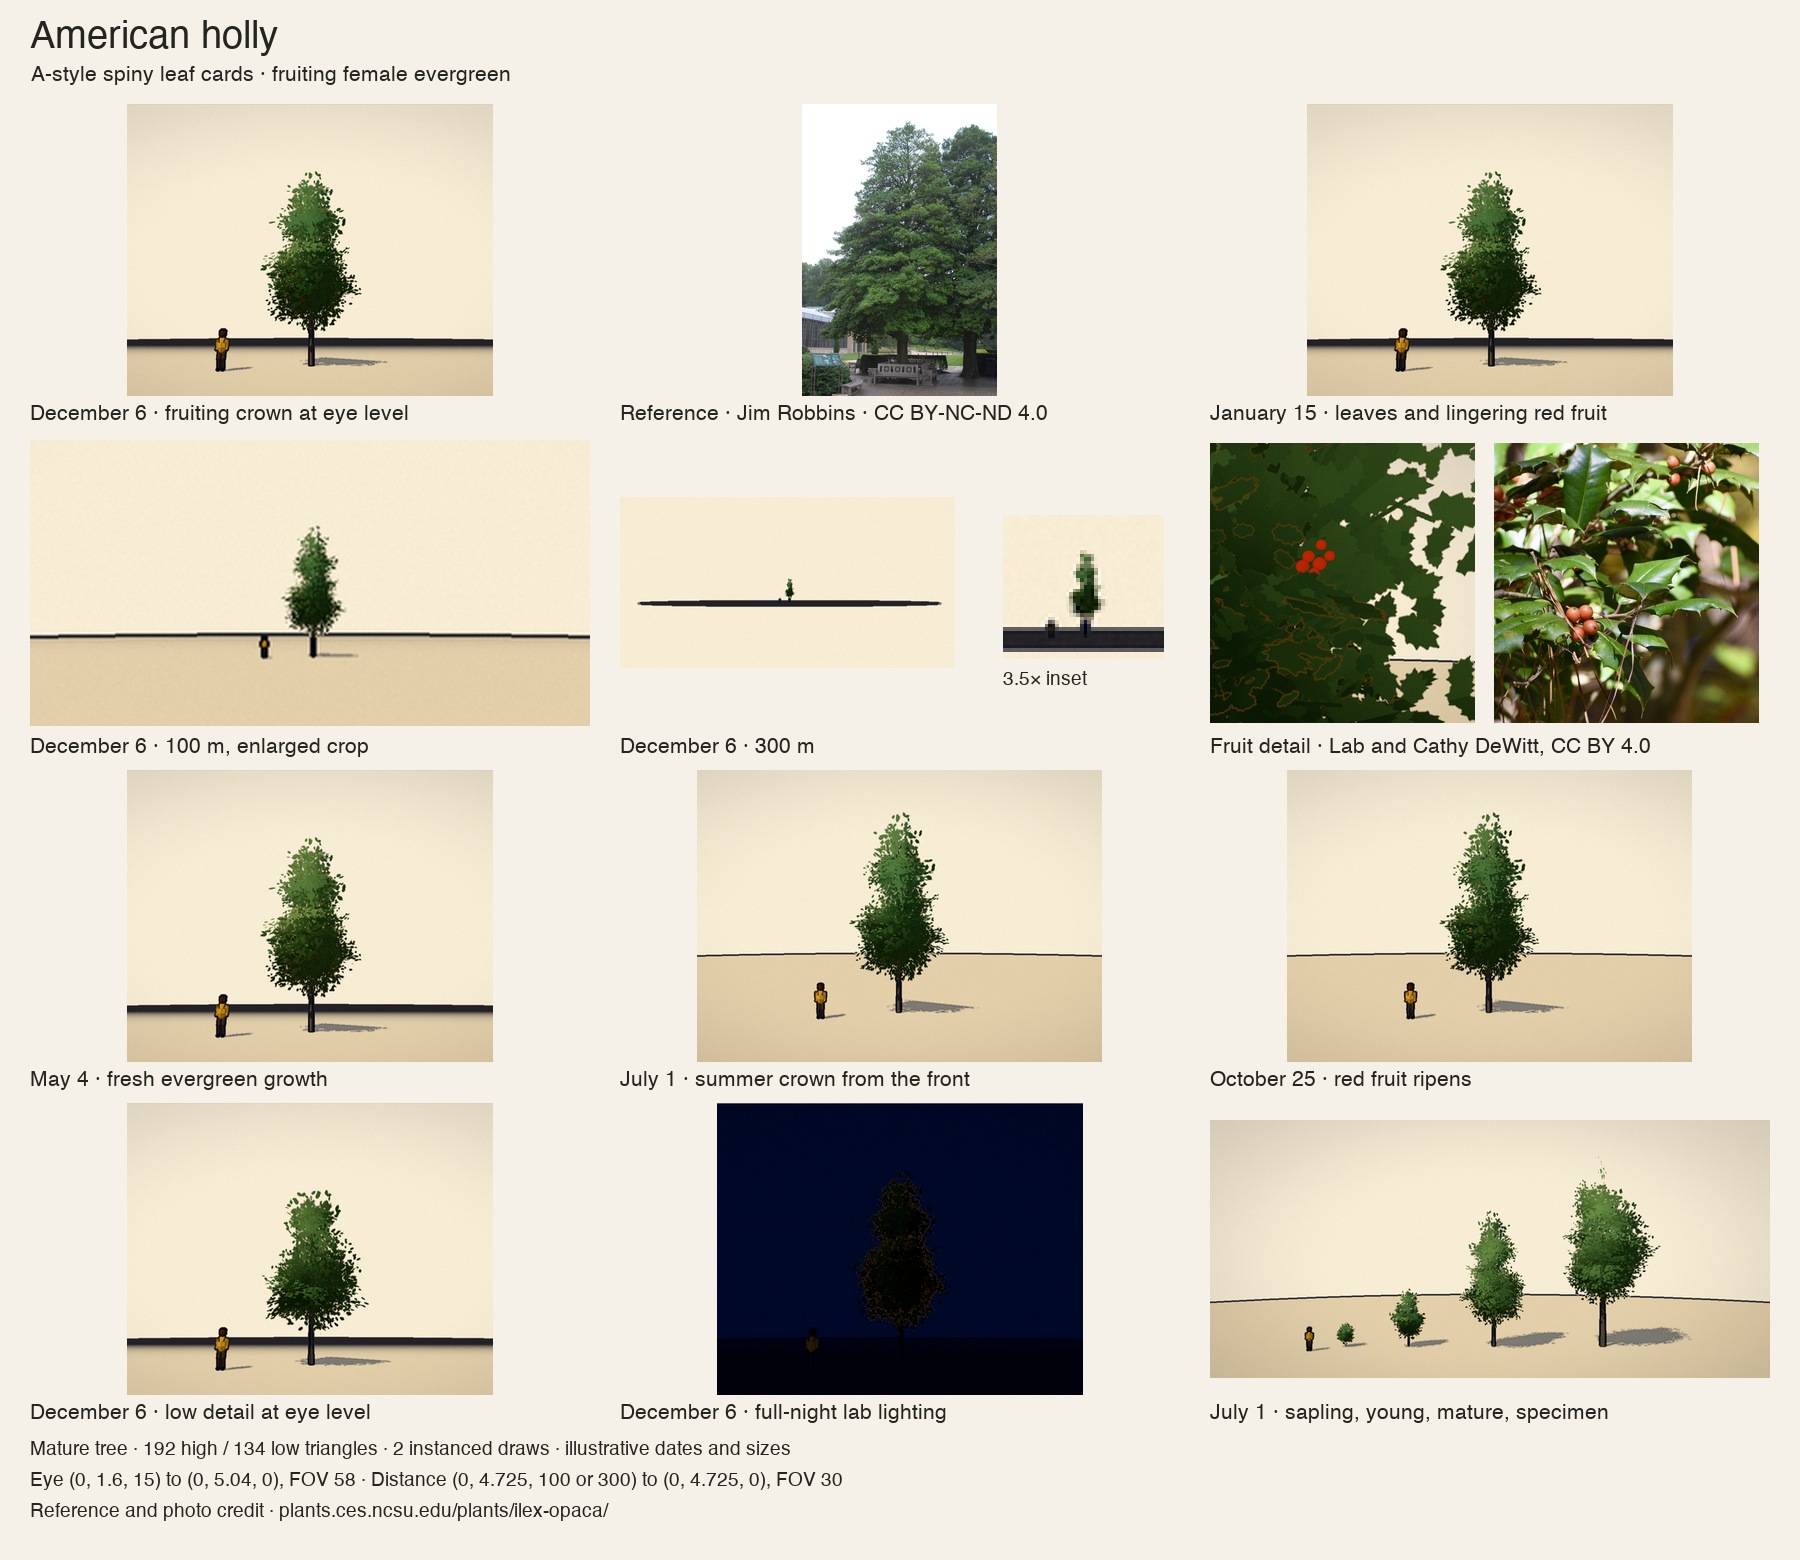 American holly
A-style spiny leaf cards · fruiting female evergreen
December 6 · fruiting crown at eye level
Reference · Jim Robbins · CC BY-NC-ND 4.0
January 15 · leaves and lingering red fruit
3.5× inset
December 6 · 100 m, enlarged crop
December 6 · 300 m
Fruit detail · Lab and Cathy DeWitt, CC BY 4.0
May 4 · fresh evergreen growth
July 1 · summer crown from the front
October 25 · red fruit ripens
December 6 · low detail at eye level
December 6 · full-night lab lighting
July 1 · sapling, young, mature, specimen
Mature tree · 192 high / 134 low triangles · 2 instanced draws · illustrative dates and sizes
Eye (0, 1.6, 15) to (0, 5.04, 0), FOV 58 · Distance (0, 4.725, 100 or 300) to (0, 4.725, 0), FOV 30
Reference and photo credit · plants.ces.ncsu.edu/plants/ilex-opaca/